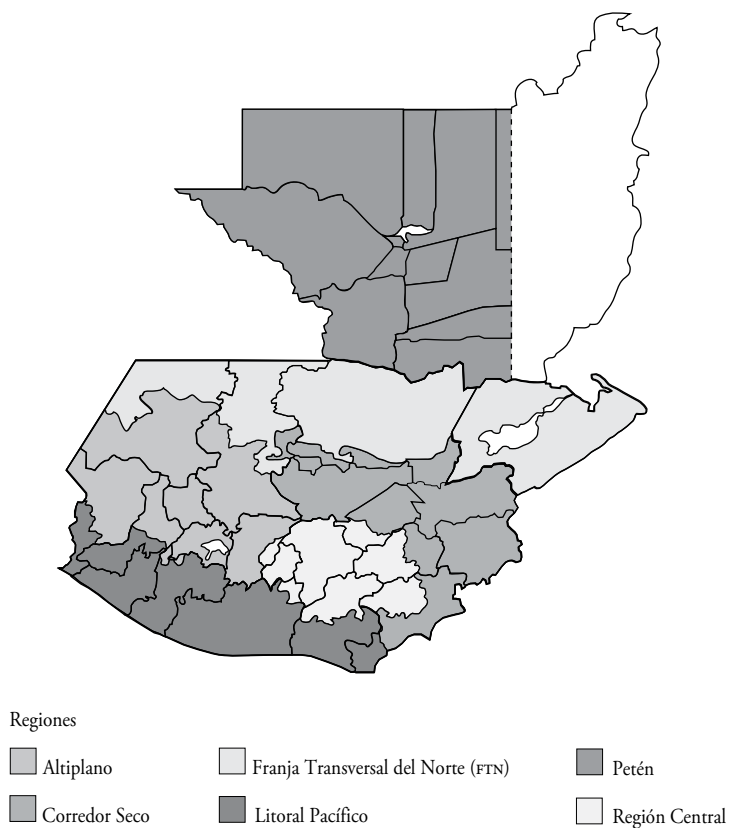 Regiones
Altiplano
Franja Transversal del Norte (FTN)
Petén
Corredor Seco
Litoral Pacífico
Región Central